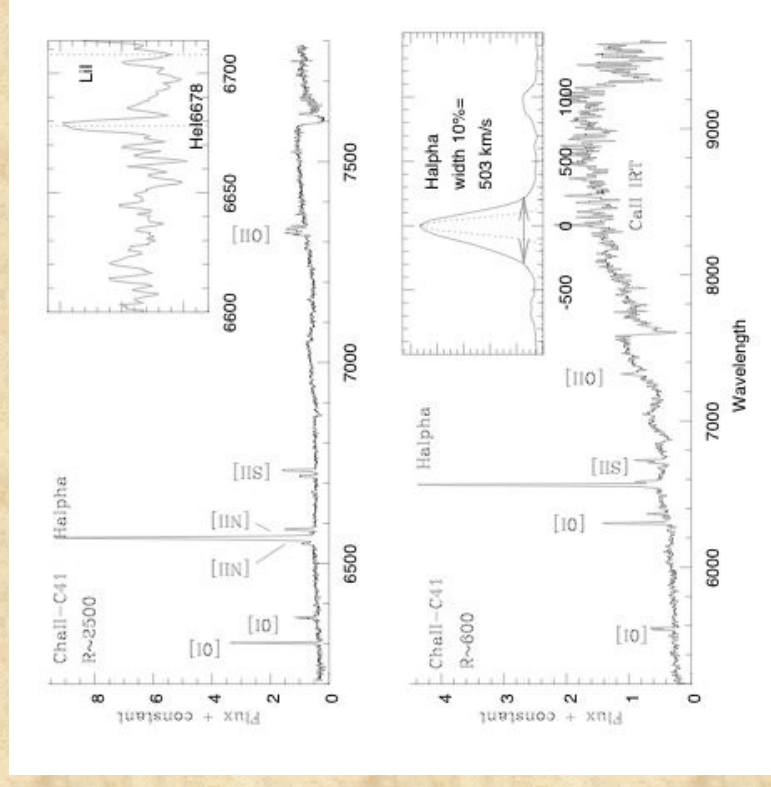 ChaII-C41
R~2500
Halpha
[OI]
[OI]
[NII]
[NII]
[SII]
[OII]
LiI
HeI6678
6600
6650
6700
8
6
4
2
0
Flux + constant
6500
7000
7500
ChaII-C41
R~600
Halpha
[OI]
[OI]
[SII]
[OII]
CaII IRT
Halpha
width 10%=
503 km/s
-500
0
500
1000
4
3
2
1
0
Flux + constant
6000
7000
8000
9000
Wavelength